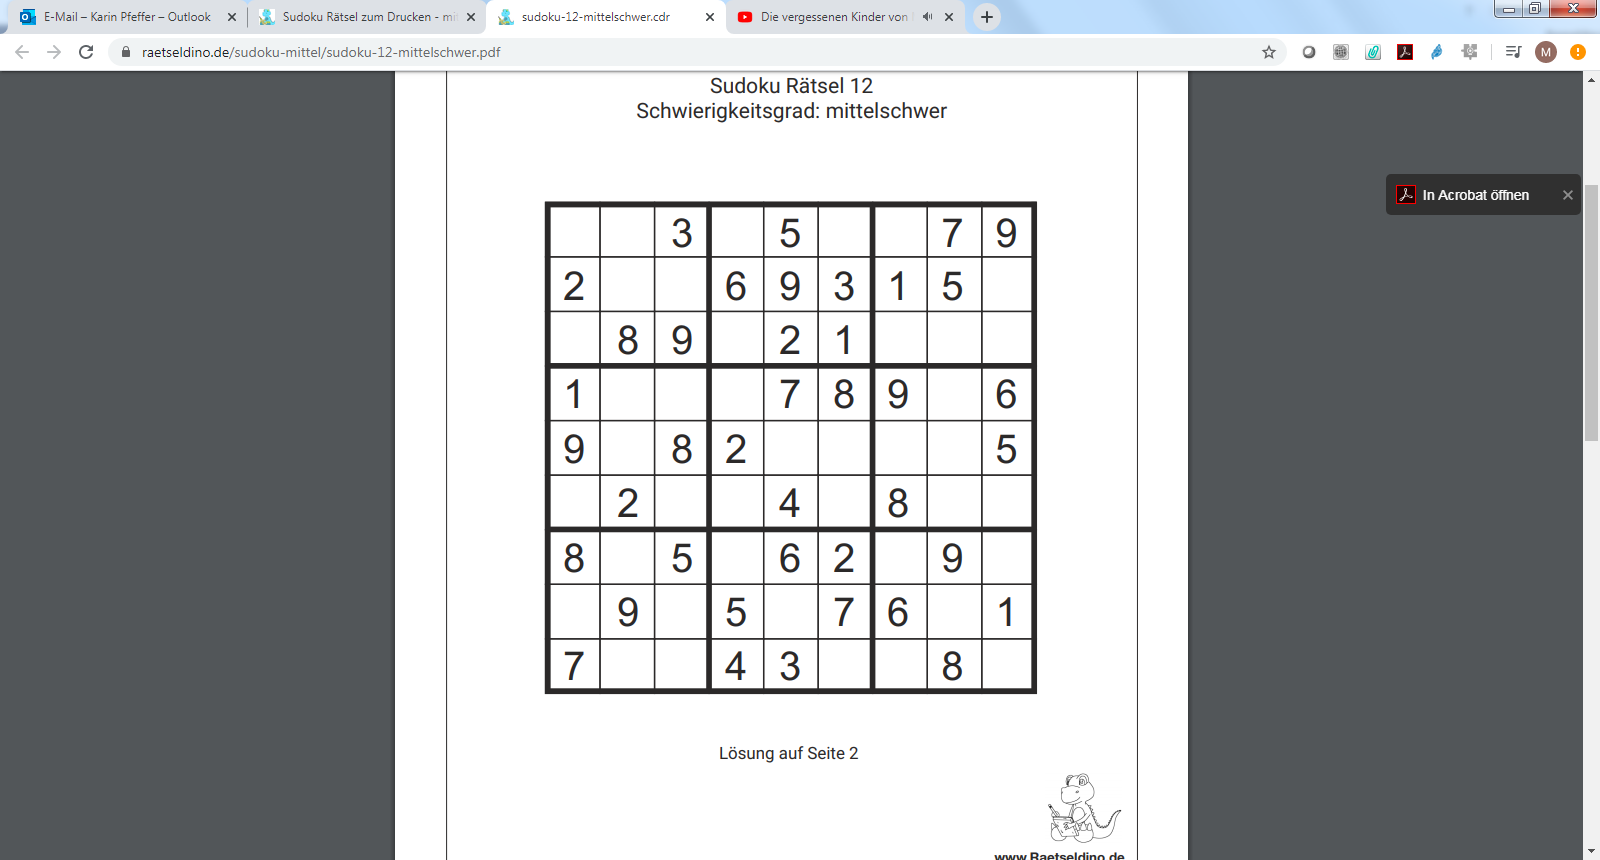 E-Mail – Karin Pfeffer – Outlook
Sudoku Rätsel zum Drucken - mi
sudoku-12-mittelschwer.cdr
Die vergessenen Kinder von
raetseldino.de/sudoku-mittel/sudoku-12-mittelschwer.pdf
M
Sudoku Rätsel 12
Schwierigkeitsgrad: mittelschwer
In Acrobat öffnen
3 5 7 9
2 6 9 3 1 5
8 9 2 1
1 7 8 9 6
9 8 2 5
2 4 8
8 5 6 2 9
9 5 7 6 1
7 4 3 8
Lösung auf Seite 2
www.Raetseldino.de